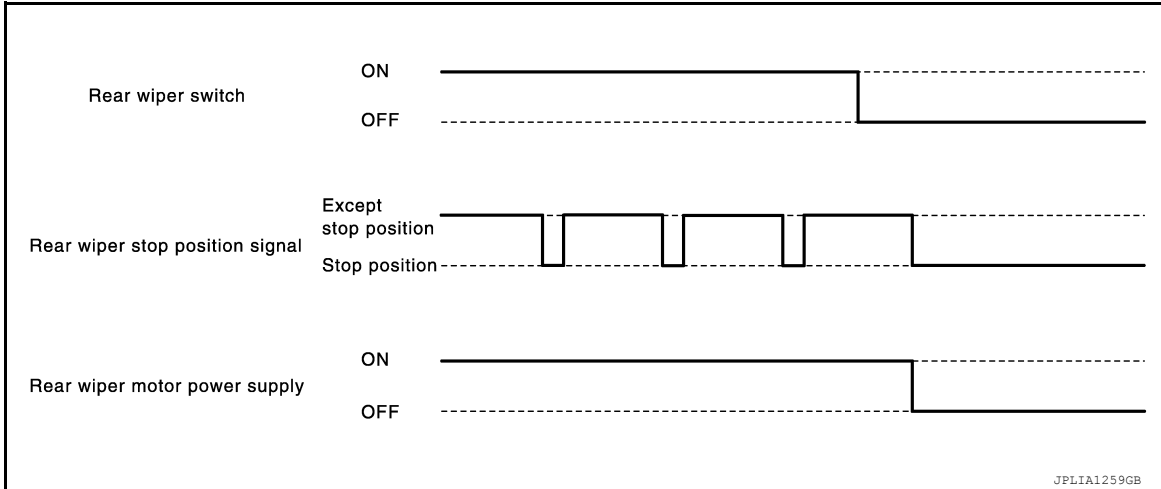 ON
Rear wiper switch
OFF
Except
stop position
Rear wiper stop position signal
Stop position
ON
Rear wiper motor power supply
OFF
JPLIA1259GB